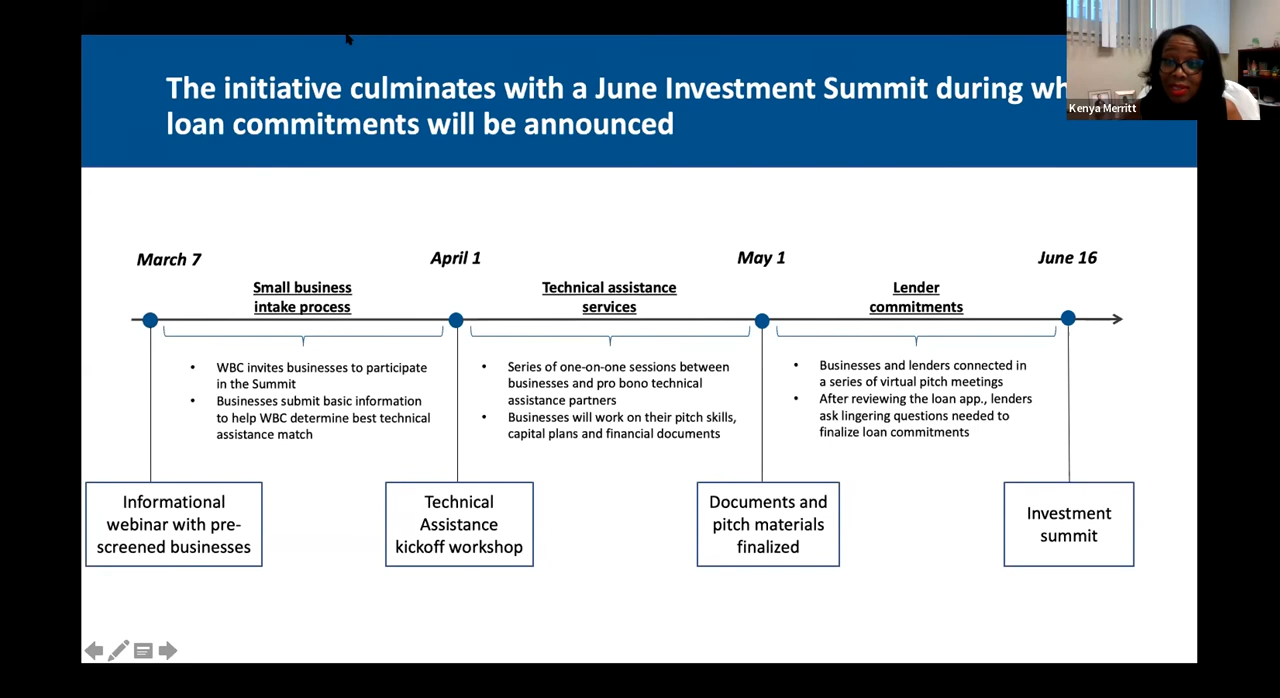 The initiative culminates with a June Investment Summit during
loan commitments will be announced
Kenya Merritt
March 7
April 1
May 1
June 16
Small business
intake process
Technical assistance
services
Lender
commitments
• WBC invites businesses to participate
in the Summit
• Businesses submit basic information
to help WBC determine best technical
assistance match
• Series of one-on-one sessions between
businesses and pro bono technical
assistance partners
• Businesses will work on their pitch skills,
capital plans and financial documents
• Businesses and lenders connected in
a series of virtual pitch meetings
• After reviewing the loan app., lenders
ask lingering questions needed to
finalize loan commitments
Informational
webinar with pre-
screened businesses
Technical
Assistance
kickoff workshop
Documents and
pitch materials
finalized
Investment
summit